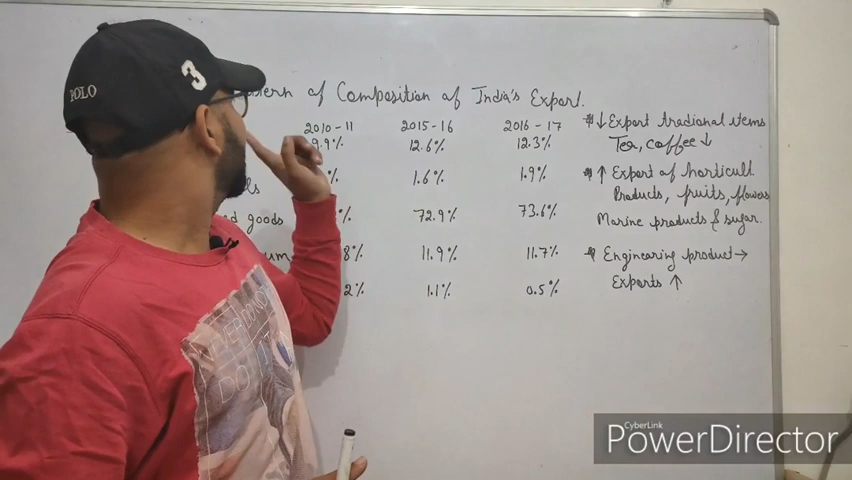 POLO
3
of Composition of India's Export.
2010-11 2015-16 2016-17
9.9% 12.6% 12.3%
% 1.6% 1.9%
goods % 72.9% 73.6%
8% 11.9% 11.7%
2% 1.1% 0.5%
# ↓ Export tradional items
Tea, coffee ↓
# ↑ Export of horticult
Products, fruits, flowers
Marine products & sugar.
# Engineering product →
Exports ↑
CyberLink
PowerDirector